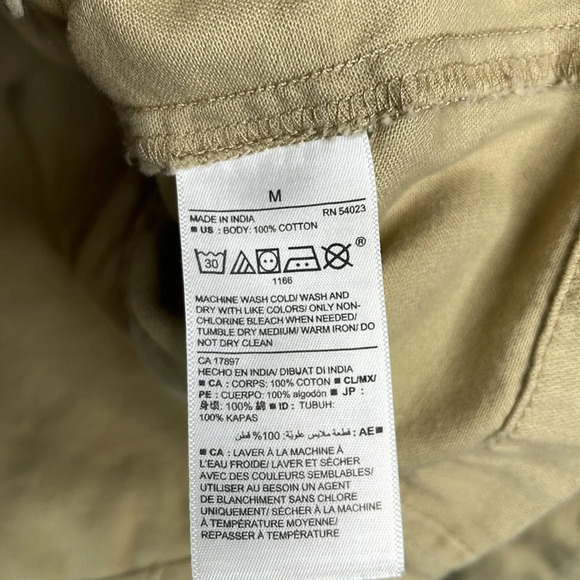 M
MADE IN INDIA RN 54023
■ US : BODY: 100% COTTON
30
®
1166
MACHINE WASH COLD/ WASH AND
DRY WITH LIKE COLORS/ ONLY NON-
CHLORINE BLEACH WHEN NEEDED/
TUMBLE DRY MEDIUM/ WARM IRON/ DO
NOT DRY CLEAN
CA 17897
HECHO EN INDIA/ DIBUAT DI INDIA
■ CA : CORPS: 100% COTON ■ CL/MX/
PE : CUERPO: 100% algodón ■ JP :
身頃: 100% 綿 ■ ID : TUBUH:
100% KAPAS
■ AE : قطعة ملابس علوية: 100% قطن
■ CA : LAVER À LA MACHINE À
L'EAU FROIDE/ LAVER ET SÉCHER
AVEC DES COULEURS SEMBLABLES/
UTILISER AU BESOIN UN AGENT
DE BLANCHIMENT SANS CHLORE
UNIQUEMENT/ SÉCHER À LA MACHINE
À TEMPÉRATURE MOYENNE/
REPASSER À TEMPÉRATURE